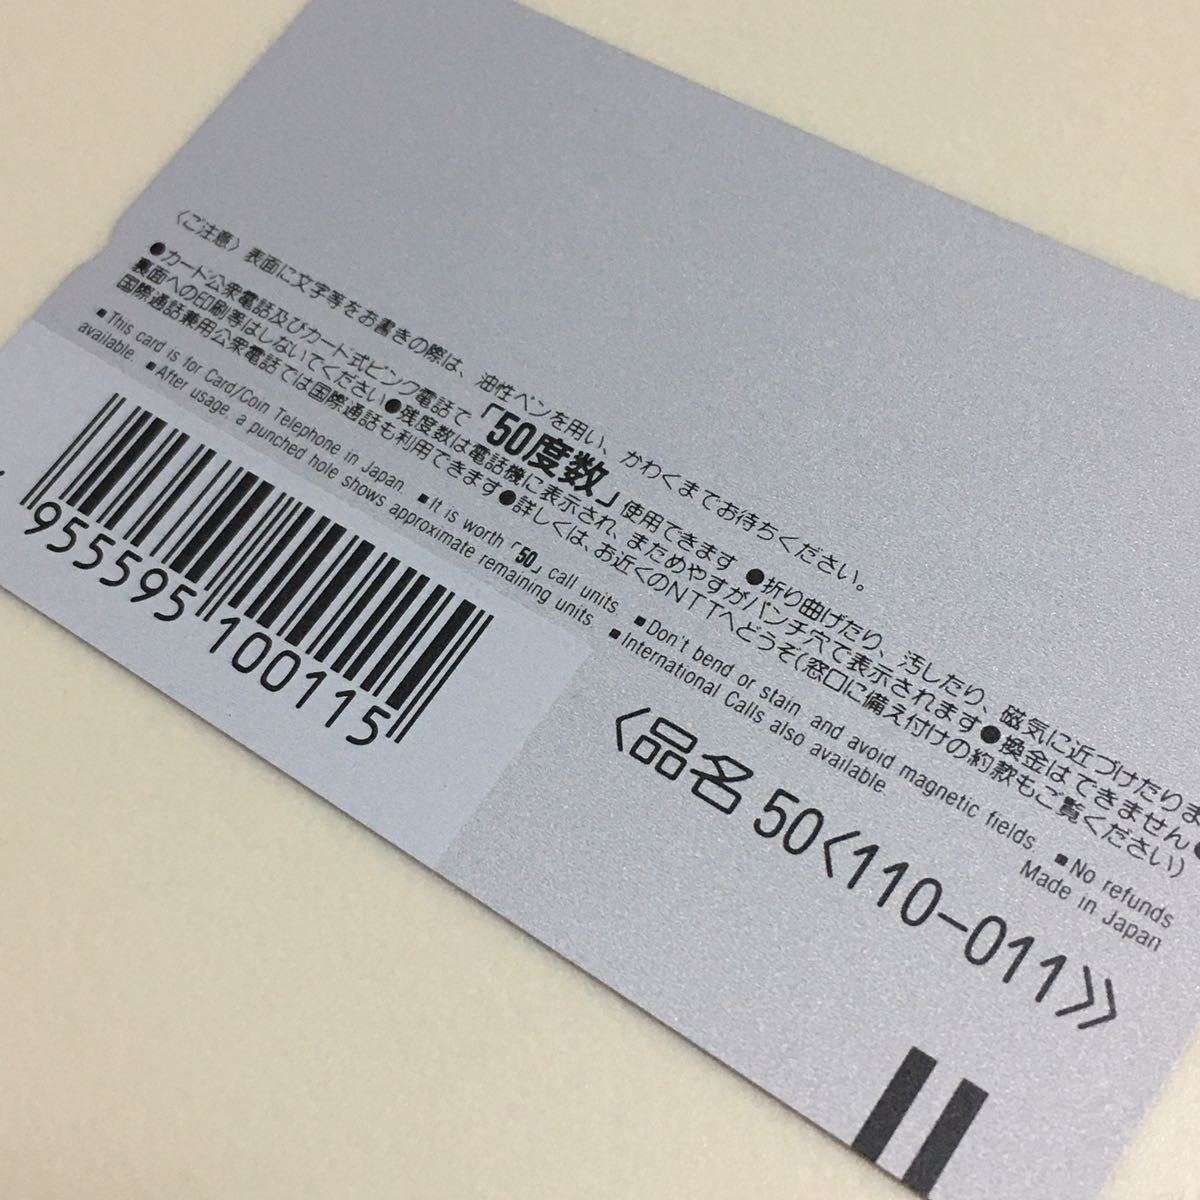 〈ご注意〉表面に文字等をお書きの際は、油性ペンを用い、かわくまでお待ちください。
●カード公衆電話及びカード式ピンク電話で「50度数」使用できます●折り曲げたり、汚したり、磁気に近づけたり
裏面への印刷等はしないでください●残度数は電話機に表示され、まためやすがパンチ穴で表示されます●換金はできません●
国際通話兼用公衆電話では国際通話も利用できます●詳しくは、お近くのNTTへどうぞ(窓口に備え付けの約款もご覧ください)
■This card is for Card/Coin Telephone in Japan. ■It is worth「50」call units. ■Don't bend or stain, and avoid magnetic fields. ■No refunds
available. ■After usage, a punched hole shows approximate remaining units. ■International Calls also available. Made in Japan
955595 100115
〈品名 50〈110-011〉〉